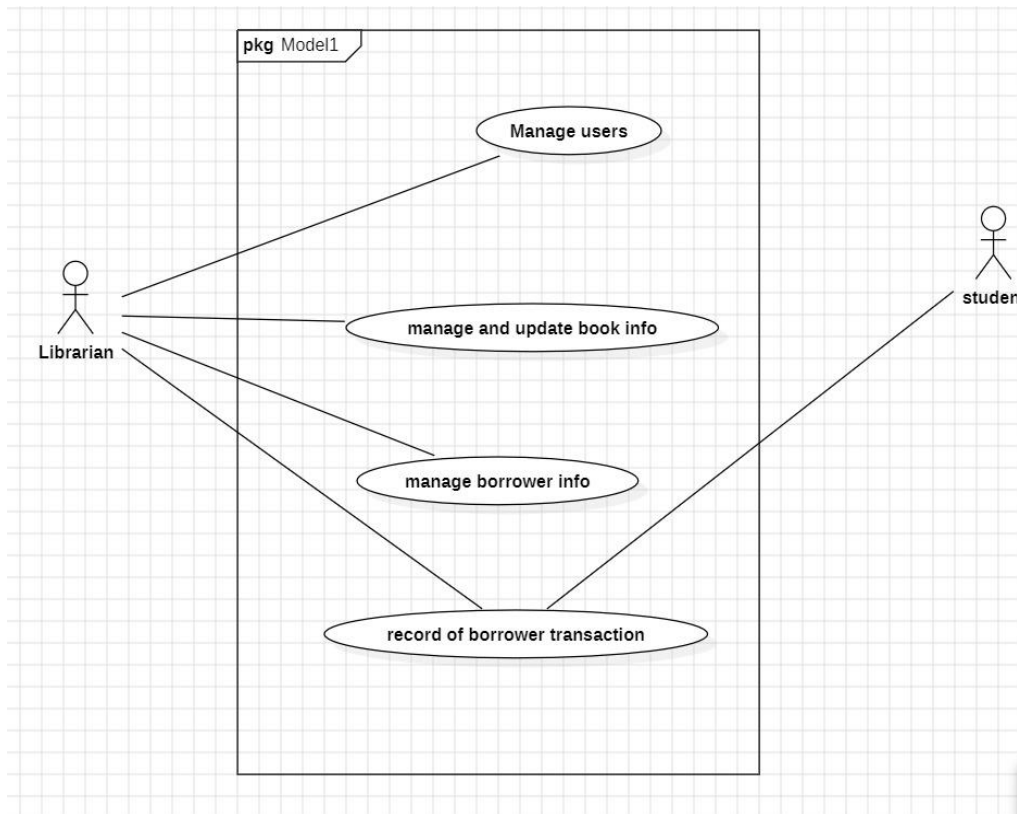 pkg Model1
Manage users
Librarian
studen
manage and update book info
manage borrower info
record of borrower transaction